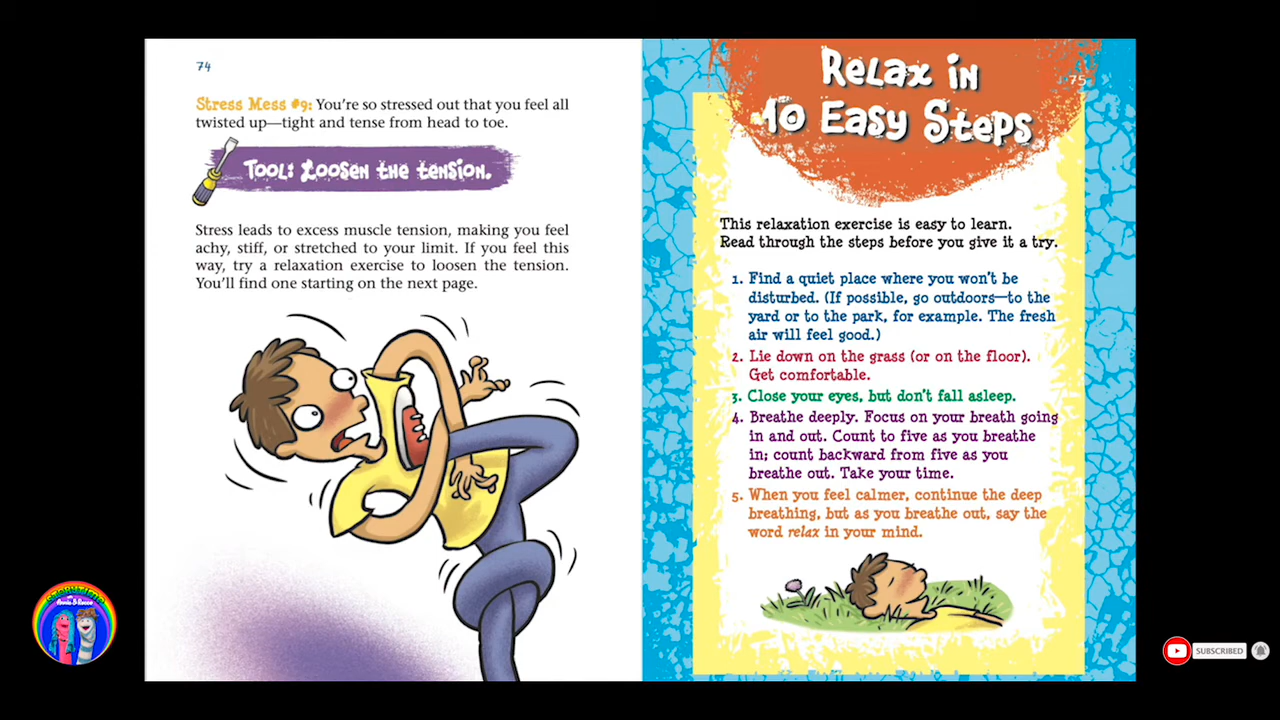 74
Stress Mess #9: You're so stressed out that you feel all
twisted up—tight and tense from head to toe.
Tool: Loosen the tension.
Stress leads to excess muscle tension, making you feel
achy, stiff, or stretched to your limit. If you feel this
way, try a relaxation exercise to loosen the tension.
You'll find one starting on the next page.
75
Relax in
10 Easy Steps
This relaxation exercise is easy to learn.
Read through the steps before you give it a try.
1. Find a quiet place where you won't be
disturbed. (If possible, go outdoors—to the
yard or to the park, for example. The fresh
air will feel good.)
2. Lie down on the grass (or on the floor).
Get comfortable.
3. Close your eyes, but don't fall asleep.
4. Breathe deeply. Focus on your breath going
in and out. Count to five as you breathe
in; count backward from five as you
breathe out. Take your time.
5. When you feel calmer, continue the deep
breathing, but as you breathe out, say the
word relax in your mind.
SUBSCRIBED